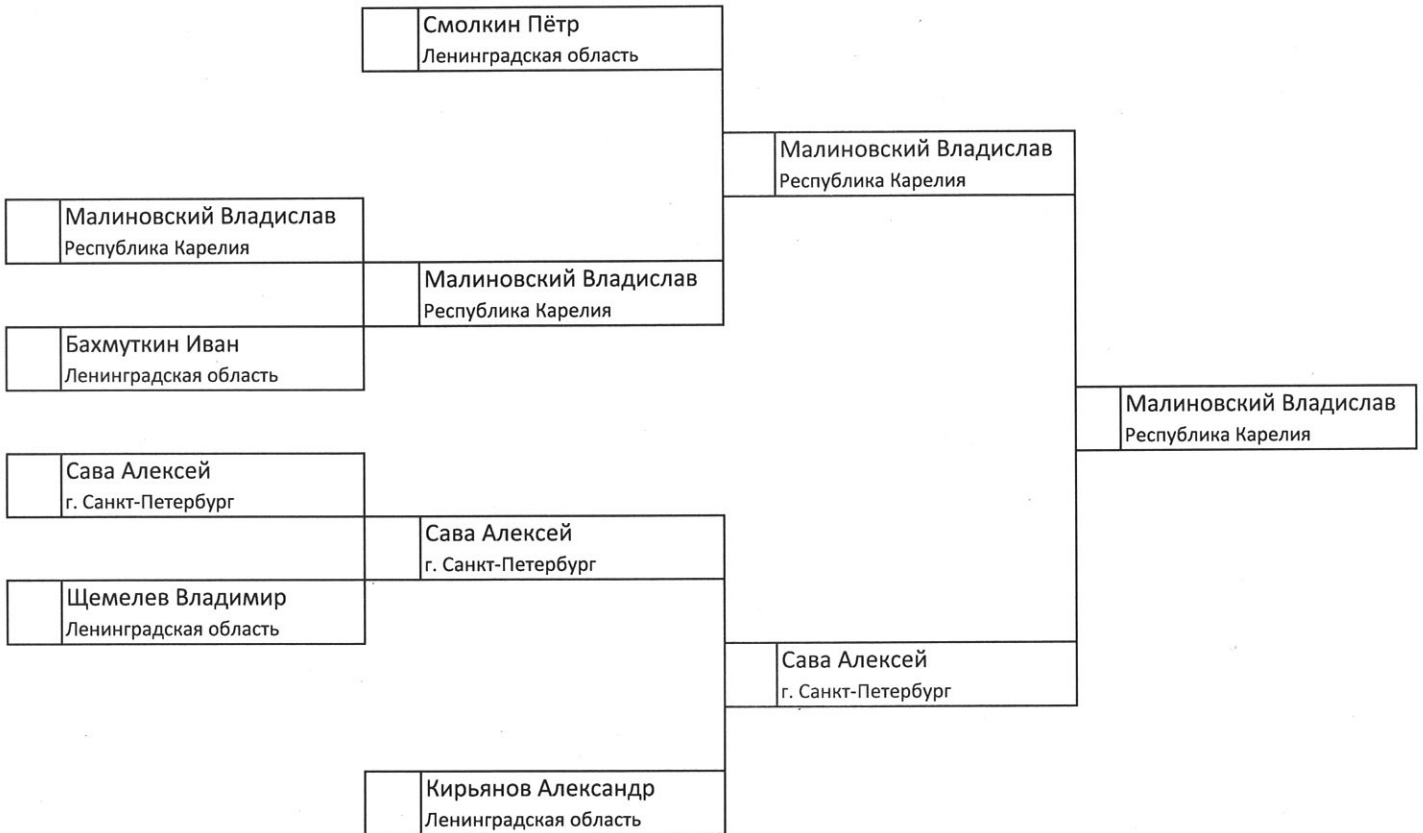 Смолкин Пётр
Ленинградская область
Малиновский Владислав
Республика Карелия
Малиновский Владислав
Республика Карелия
Малиновский Владислав
Республика Карелия
Бахмуткин Иван
Ленинградская область
Малиновский Владислав
Республика Карелия
Сава Алексей
г. Санкт-Петербург
Сава Алексей
г. Санкт-Петербург
Щемелев Владимир
Ленинградская область
Сава Алексей
г. Санкт-Петербург
Кирьянов Александр
Ленинградская область